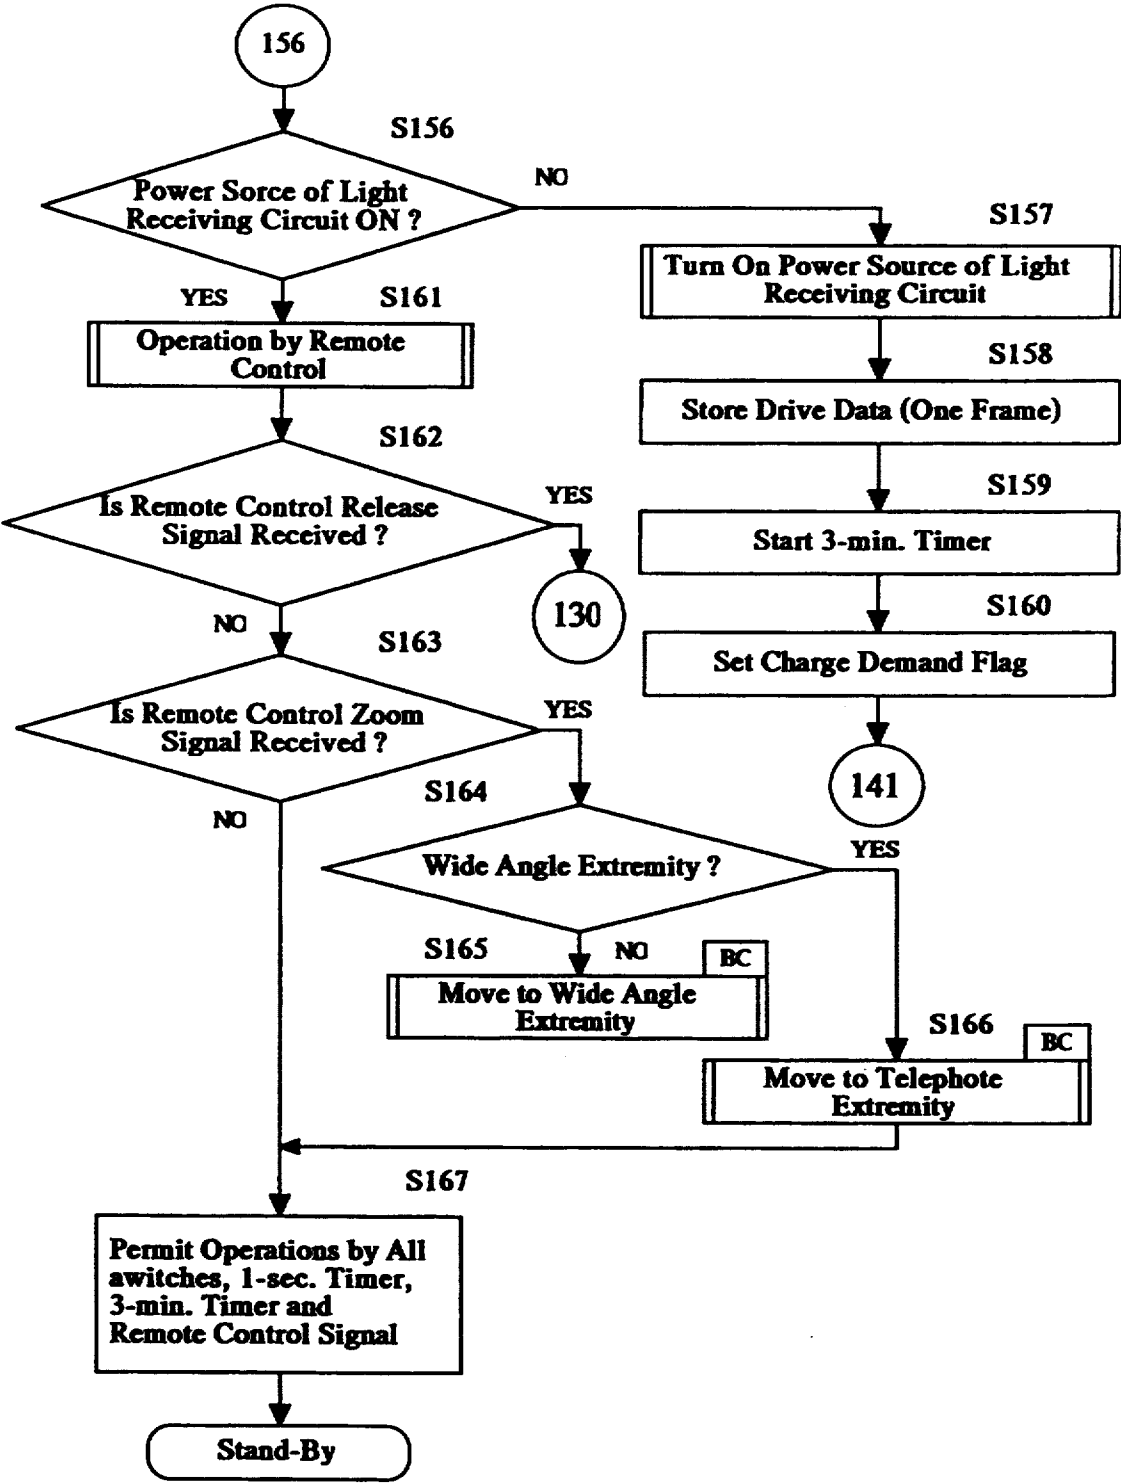 156
S156
Power Sorce of Light
Receiving Circuit ON ?
NO
S157
Turn On Power Source of Light
Receiving Circuit
YES
S161
Operation by Remote
Control
S158
Store Drive Data (One Frame)
S162
Is Remote Control Release
Signal Received ?
YES
130
S159
Start 3-min. Timer
S160
Set Charge Demand Flag
141
NO
S163
Is Remote Control Zoom
Signal Received ?
YES
NO
S164
Wide Angle Extremity ?
YES
S165
NO
BC
Move to Wide Angle
Extremity
S166
BC
Move to Telephote
Extremity
S167
Permit Operations by All
awitches, 1-sec. Timer,
3-min. Timer and
Remote Control Signal
Stand-By